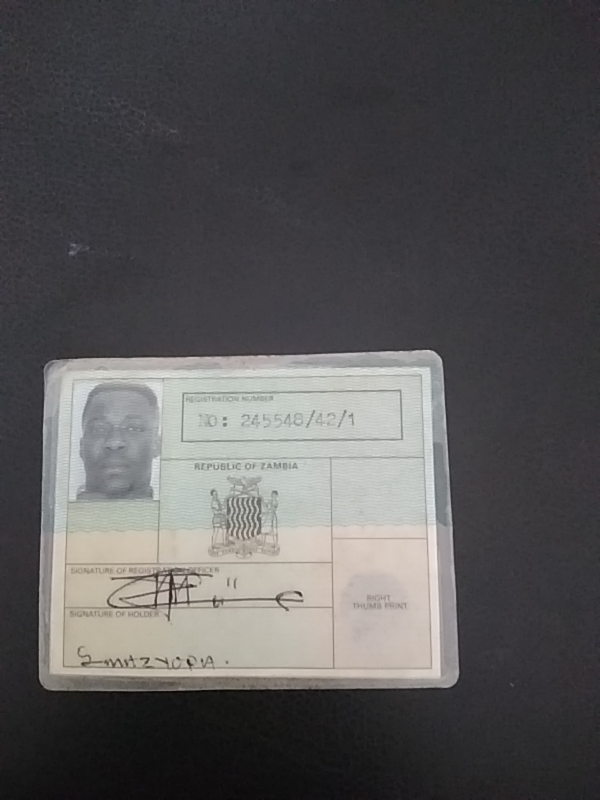 REGISTRATION NUMBER
NO: 245548/42/1
REPUBLIC OF ZAMBIA
SIGNATURE OF REGISTRATION OFFICER
SIGNATURE OF HOLDER
RIGHT
THUMB PRINT